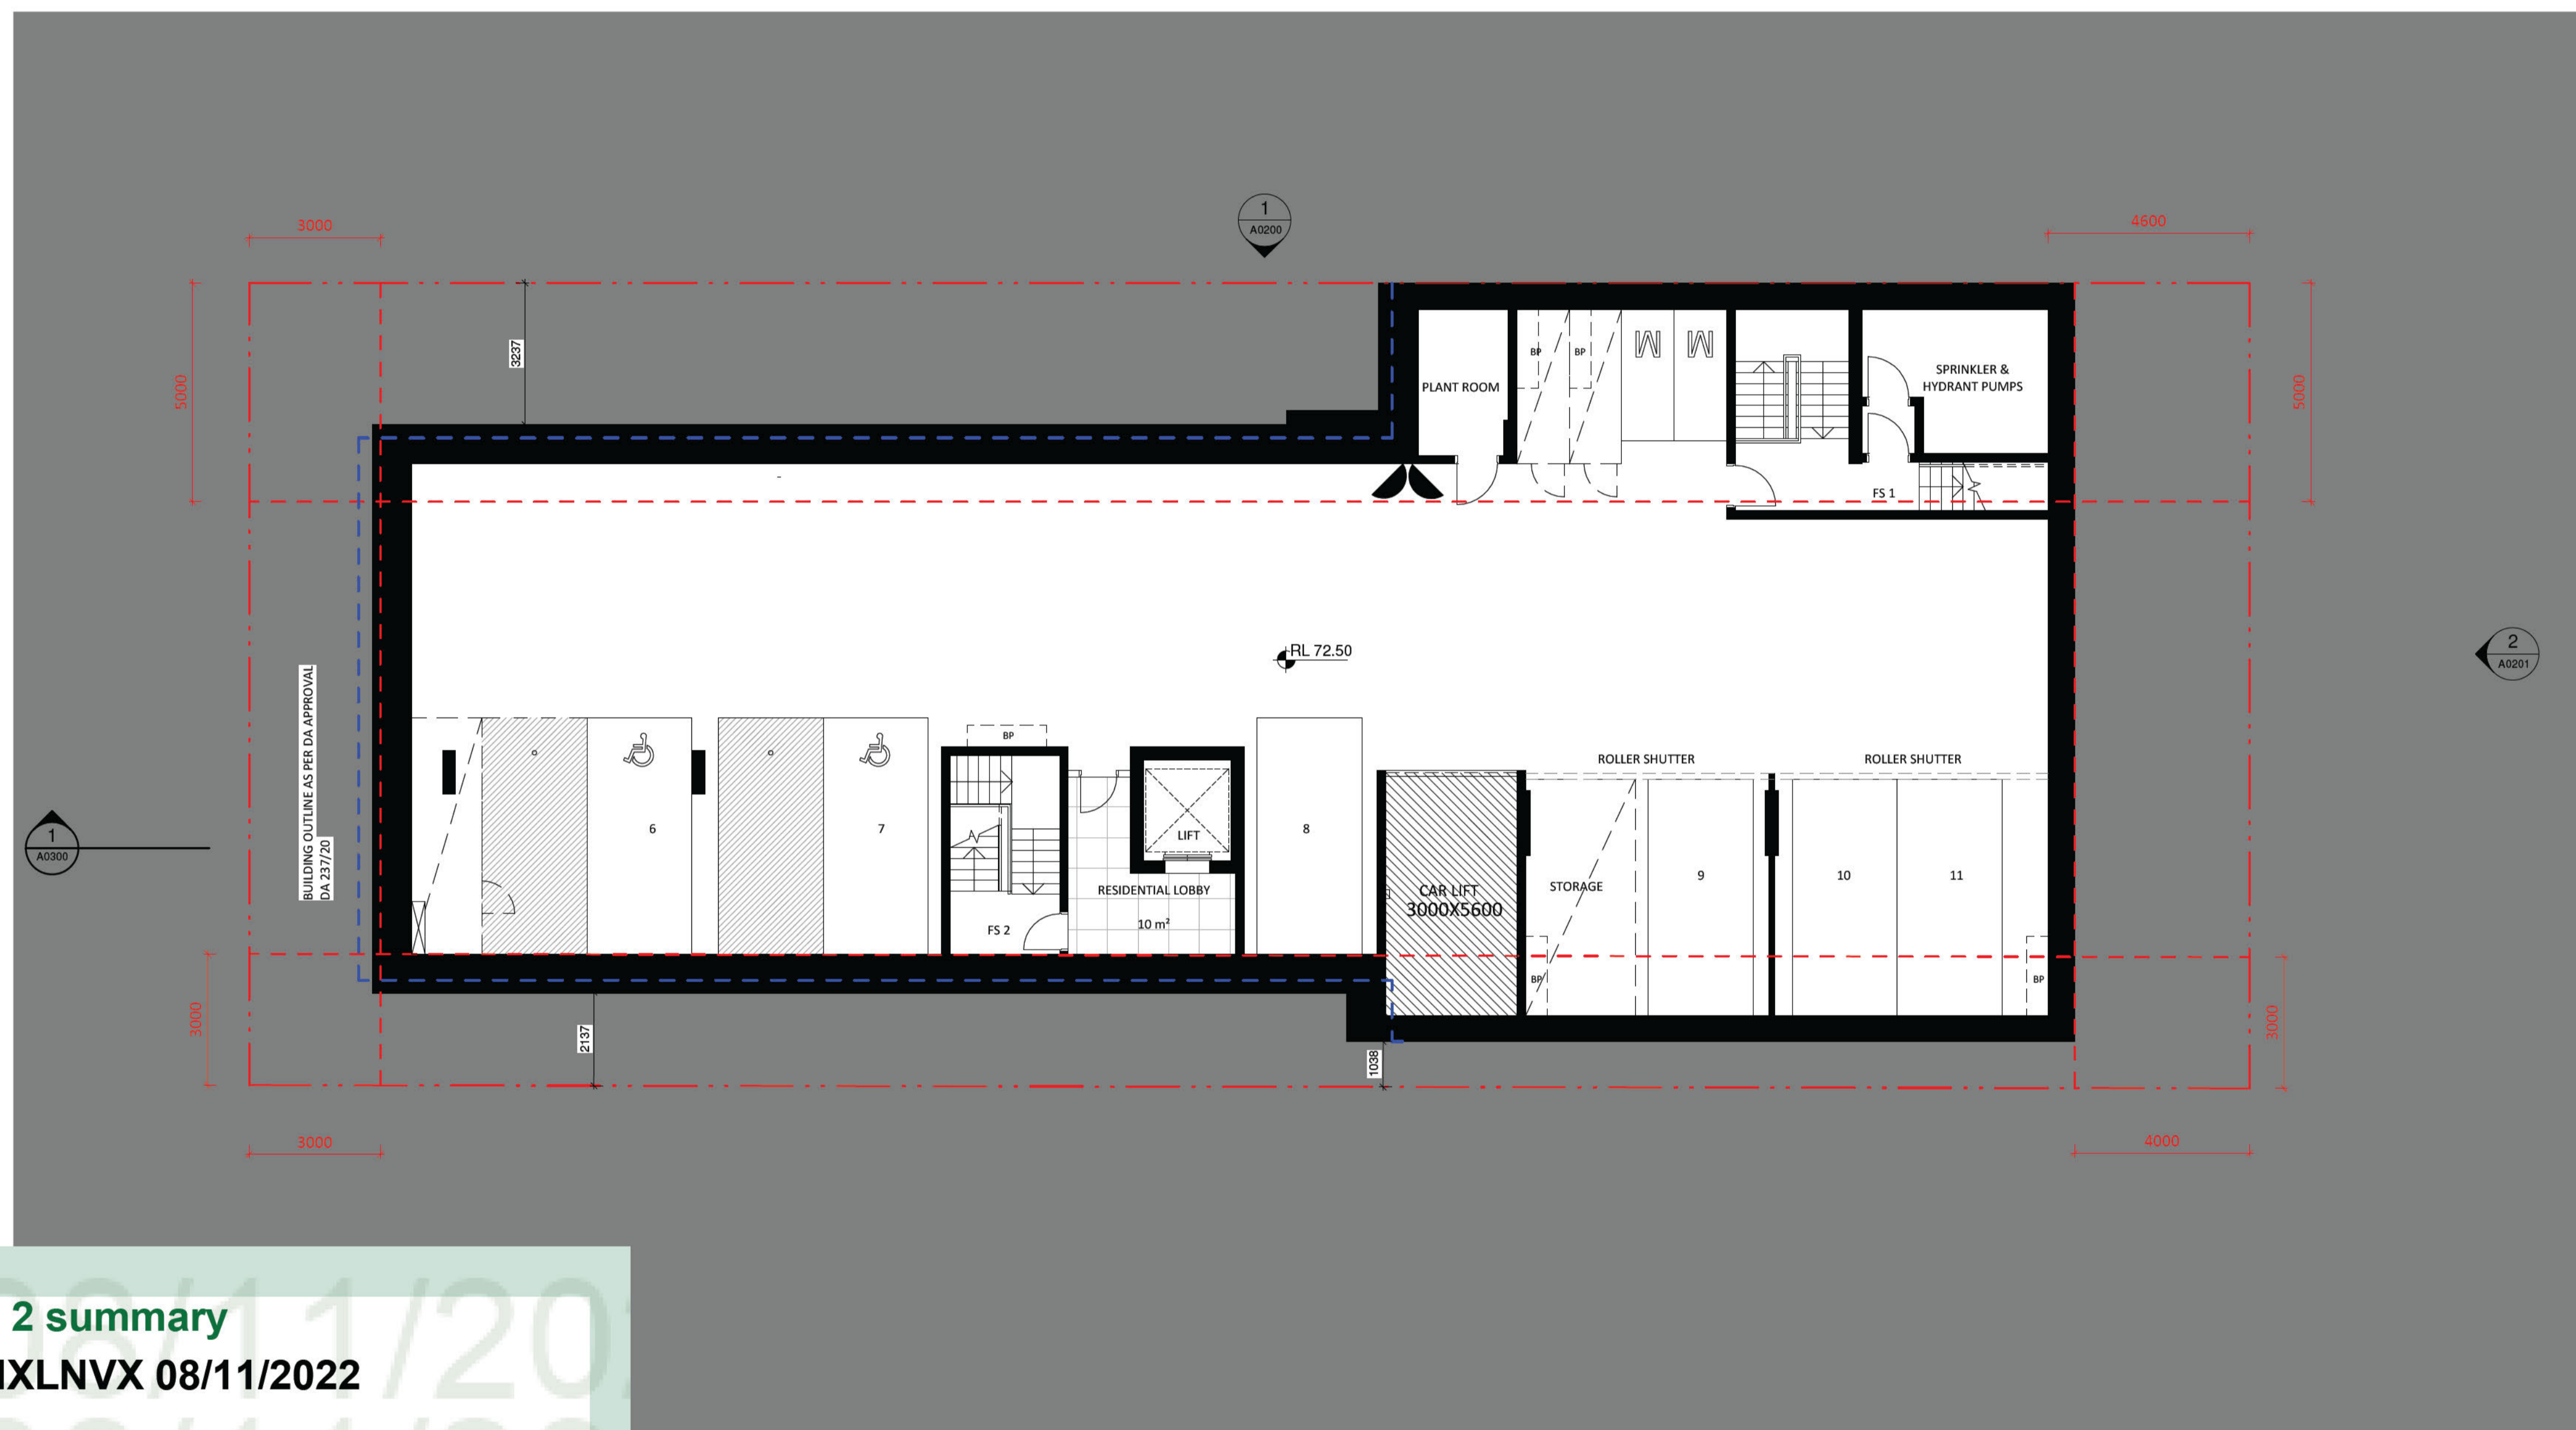 1
A0200
3000
4600
5000
3237
5000
BP
BP
M
M
PLANT ROOM
SPRINKLER &
HYDRANT PUMPS
FS 1
RL 72.50
2
A0201
BUILDING OUTLINE AS PER DA APPROVAL
DA 237/20
BP
ROLLER SHUTTER
ROLLER SHUTTER
1
A0300
6
7
LIFT
8
RESIDENTIAL LOBBY
10 m²
FS 2
CAR LIFT
3000X5600
STORAGE
9
10
11
BP
BP
3000
2137
1038
3000
3000
4000
2 summary
XLNVX 08/11/2022
08/11/20